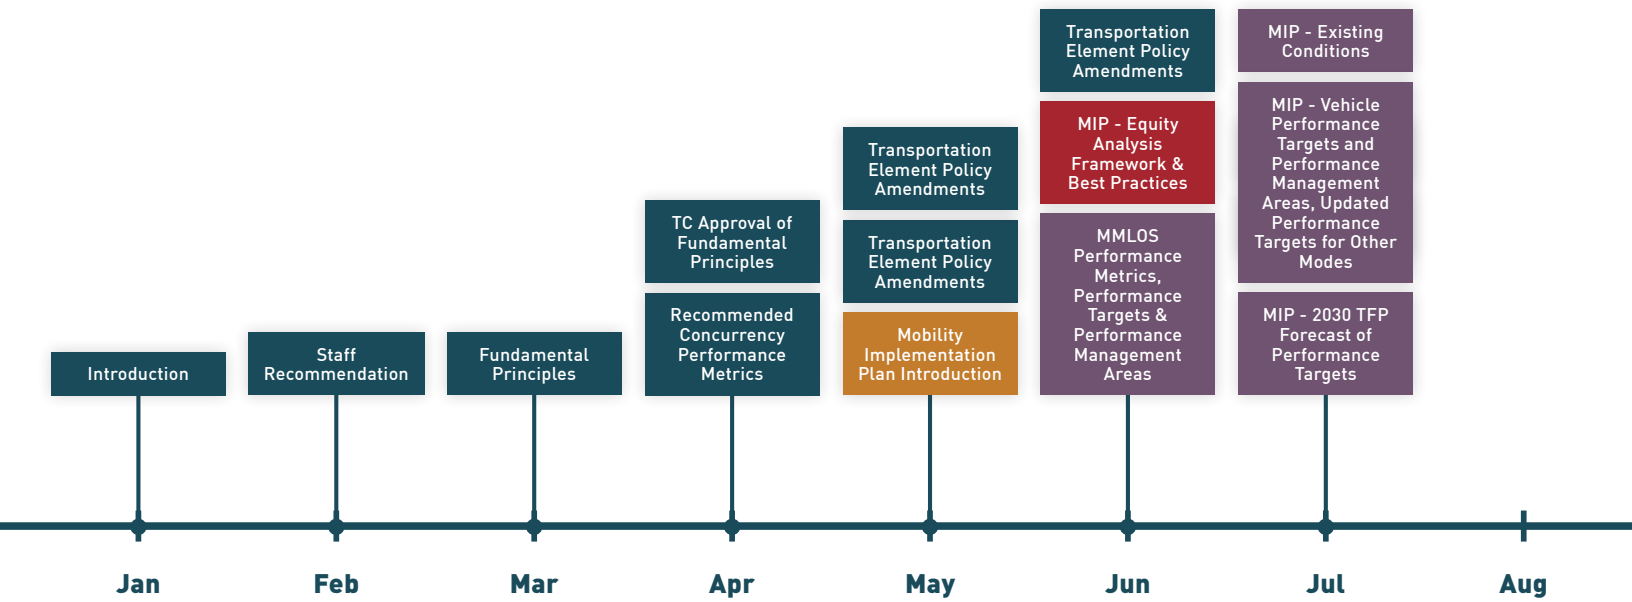 Introduction
Staff
Recommendation
Fundamental
Principles
TC Approval of
Fundamental
Principles
Recommended
Concurrency
Performance
Metrics
Transportation
Element Policy
Amendments
Transportation
Element Policy
Amendments
Mobility
Implementation
Plan Introduction
Transportation
Element Policy
Amendments
MIP - Equity
Analysis
Framework &
Best Practices
MMLOS
Performance
Metrics,
Performance
Targets &
Performance
Management
Areas
MIP - Existing
Conditions
MIP - Vehicle
Performance
Targets and
Performance
Management
Areas, Updated
Performance
Targets for Other
Modes
MIP - 2030 TFP
Forecast of
Performance
Targets
Jan
Feb
Mar
Apr
May
Jun
Jul
Aug